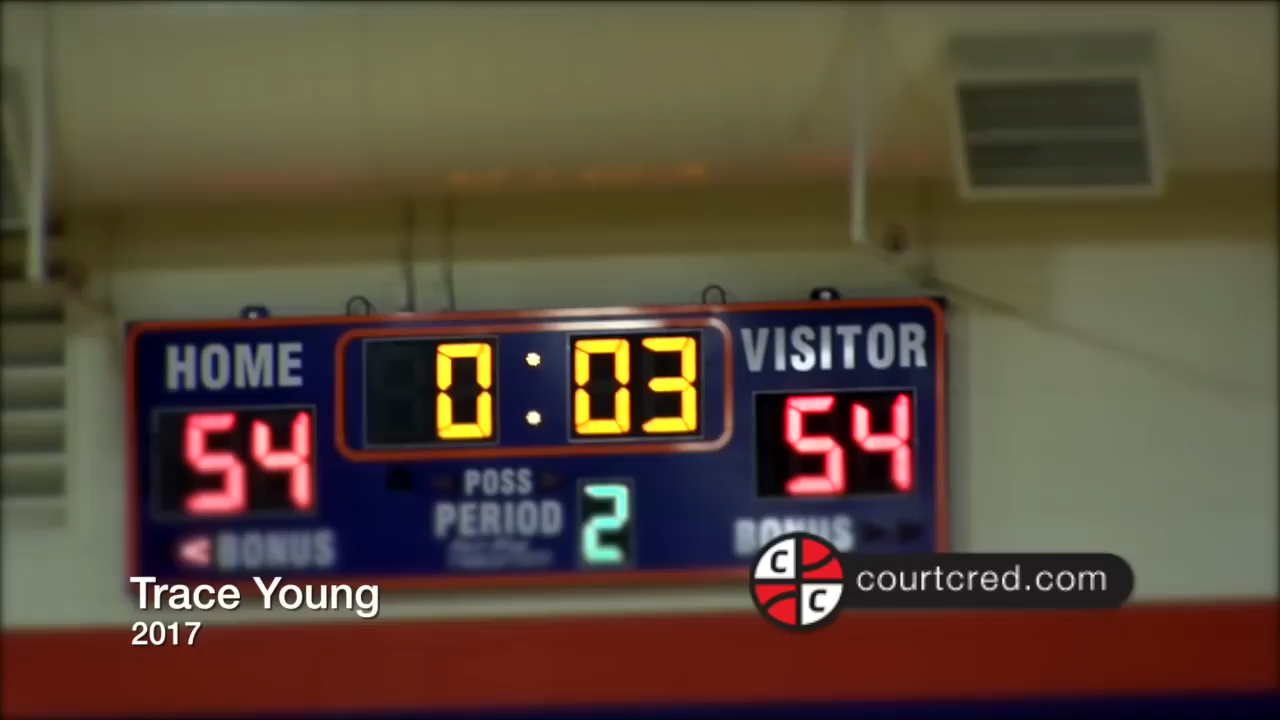 HOME 0:03 VISITOR
54 54
POSS
PERIOD 2
BONUS BONUS
Trace Young
2017
CC courtcred.com